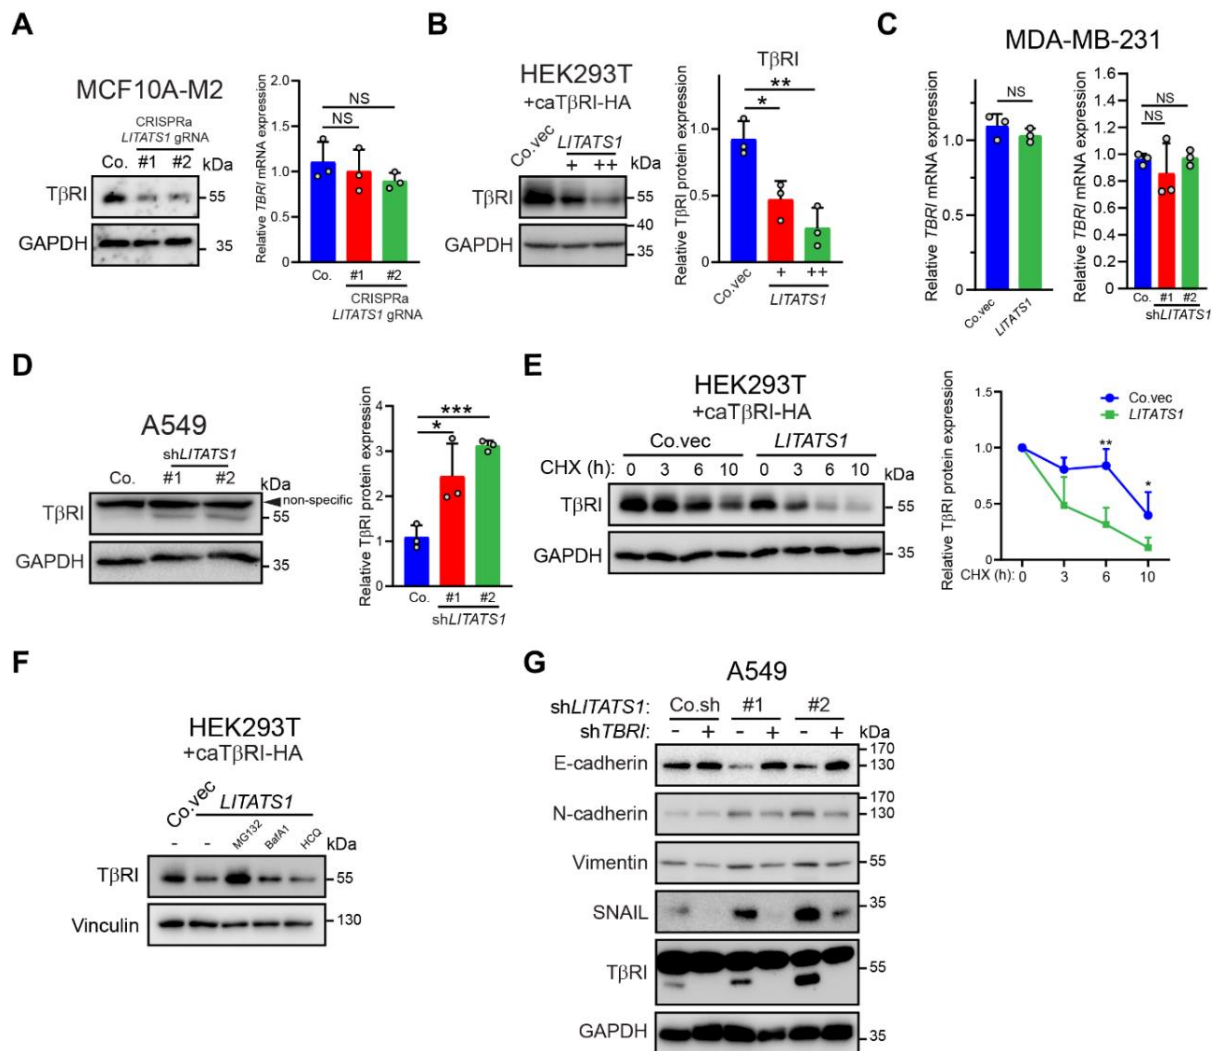 A
MCF10A-M2
CRISPRa
LITATS1 gRNA
Co. #1 #2 kDa
TβRI
55
GAPDH
35
Relative TBRI mRNA expression
2.0
1.5
1.0
0.5
0
NS
NS
Co. #1 #2
CRISPRa
LITATS1 gRNA
B
HEK293T
+caTβRI-HA
Co.vec
LITATS1
+ ++ kDa
TβRI
55
40
GAPDH
35
TβRI
Relative TβRI protein expression
1.0
0.5
0
**
*
Co.vec + ++
LITATS1
C
MDA-MB-231
Relative TBRI mRNA expression
1.0
0.5
0
NS
Co.vec
LITATS1
Relative TBRI mRNA expression
1.6
1.4
1.2
1.0
0.8
0.6
0.4
0.2
0
NS
NS
Co. #1 #2
shLITATS1
D
A549
shLITATS1
Co. #1 #2 kDa
non-specific
TβRI
55
GAPDH
35
Relative TβRI protein expression
4
3
2
1
0
***
*
Co. #1 #2
shLITATS1
E
HEK293T
+caTβRI-HA
Co.vec LITATS1
CHX (h): 0 3 6 10 0 3 6 10 kDa
TβRI
55
GAPDH
35
Relative TβRI protein expression
1.5
1.0
0.5
0
Co.vec
LITATS1
**
*
CHX (h): 0 3 6 10
F
HEK293T
+caTβRI-HA
Co.vec
LITATS1
- - MG132 BafA1 HCQ kDa
TβRI
55
Vinculin
130
G
A549
shLITATS1: Co.sh #1 #2
shTBRI: - + - + - + kDa
170
E-cadherin
130
170
N-cadherin
130
Vimentin
55
SNAIL
35
TβRI
55
GAPDH
35